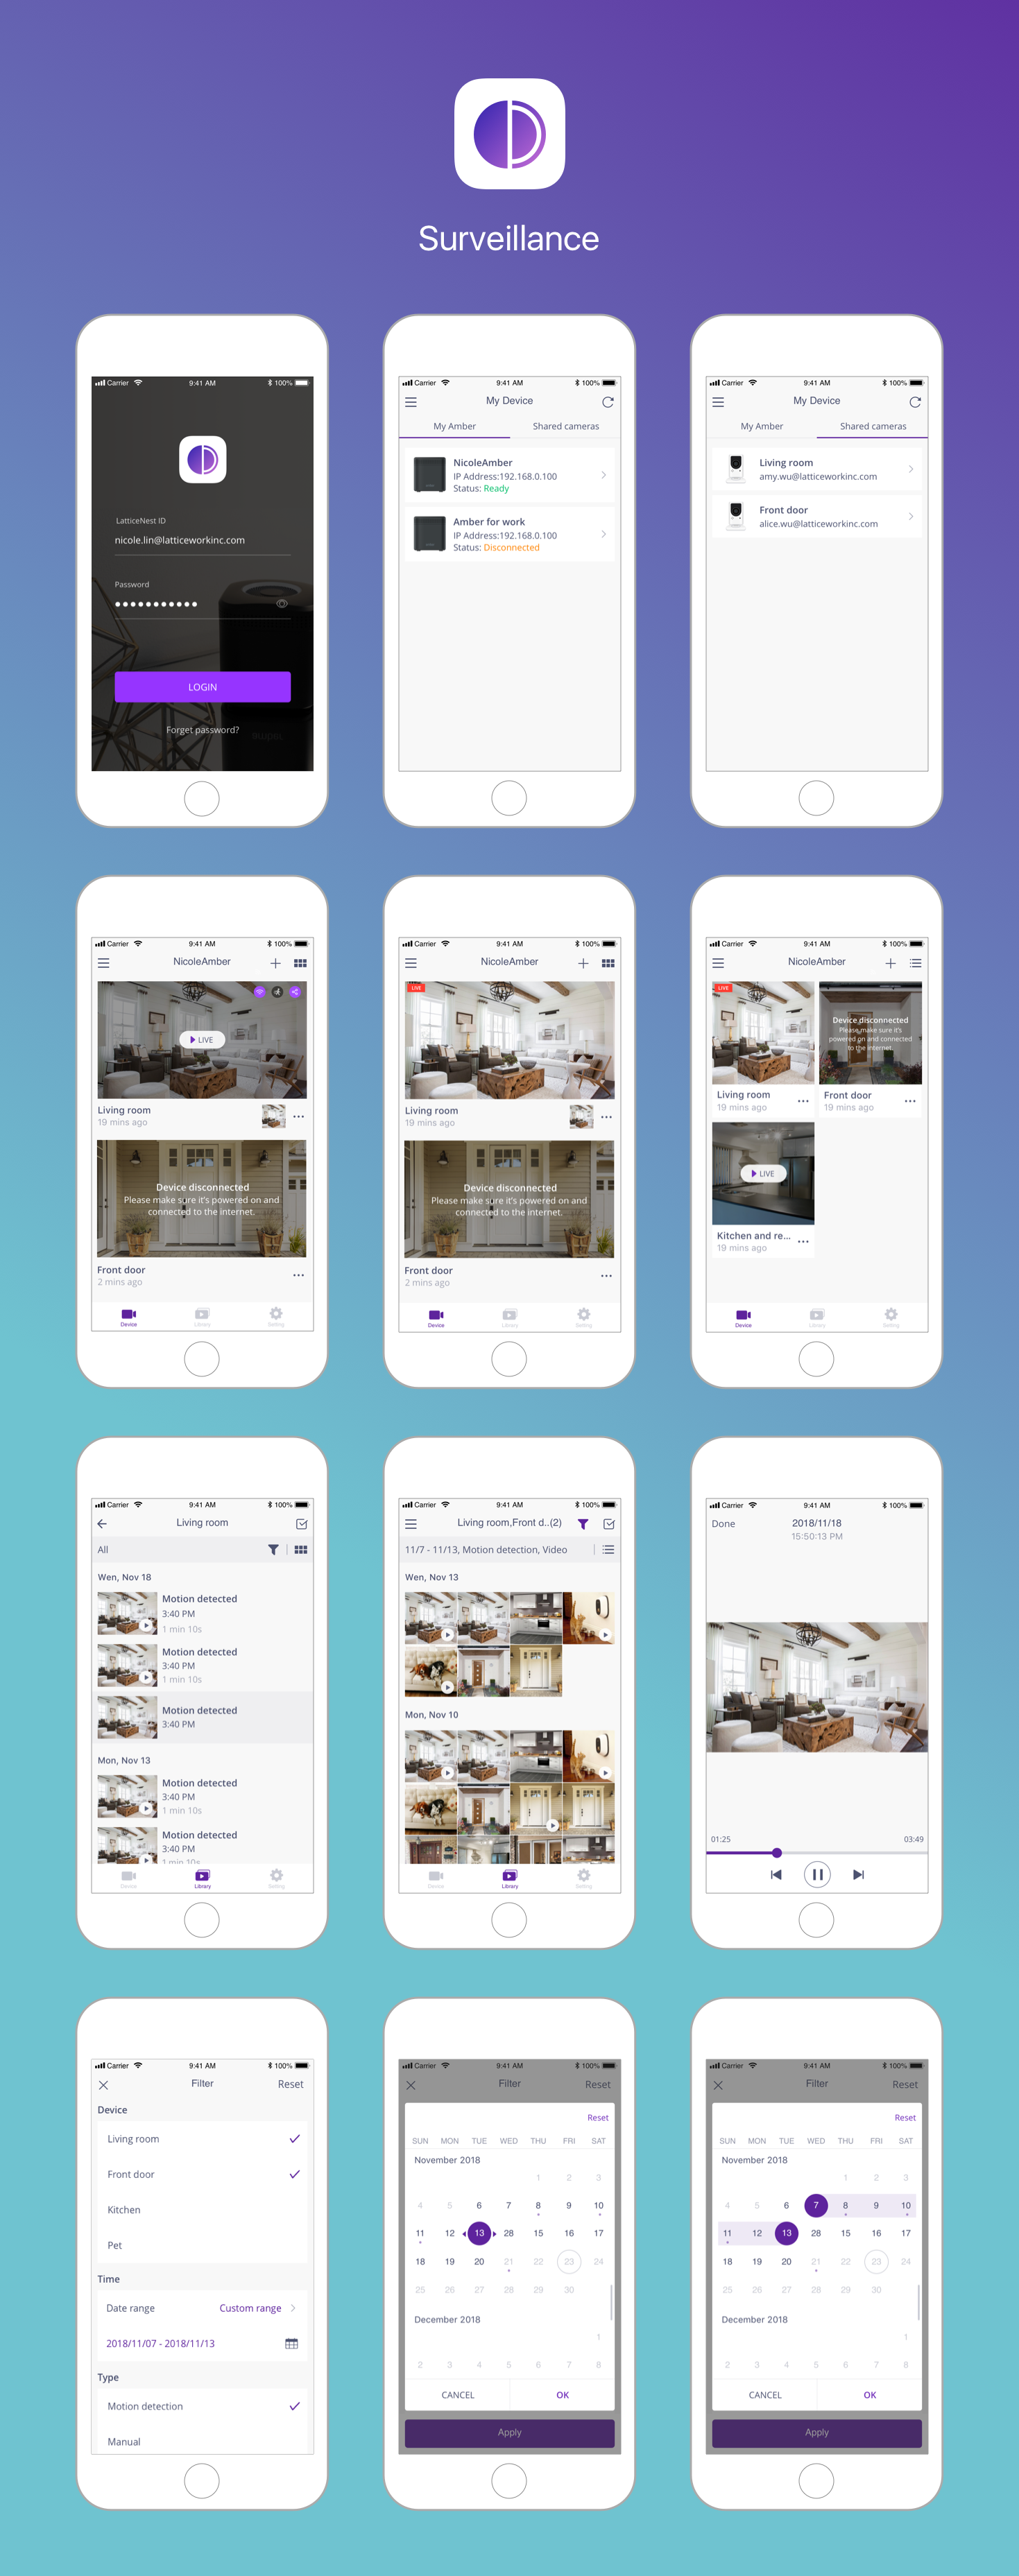 Surveillance
Carrier 9:41 AM 100%
LatticeNest ID
nicole.lin@latticeworkinc.com
Password
LOGIN
Forget password?
Carrier 9:41 AM 100%
My Device
My Amber Shared cameras
NicoleAmber
IP Address:192.168.0.100
Status: Ready
Amber for work
IP Address:192.168.0.100
Status: Disconnected
Carrier 9:41 AM 100%
My Device
My Amber Shared cameras
Living room
amy.wu@latticeworkinc.com
Front door
alice.wu@latticeworkinc.com
Carrier 9:41 AM 100%
NicoleAmber
LIVE
Living room
19 mins ago
Device disconnected
Please make sure it's powered on and
connected to the internet.
Front door
2 mins ago
Device Library Setting
Carrier 9:41 AM 100%
NicoleAmber
LIVE
Living room
19 mins ago
Device disconnected
Please make sure it's powered on and
connected to the internet.
Front door
2 mins ago
Device Library Setting
Carrier 9:41 AM 100%
NicoleAmber
LIVE
Device disconnected
Please make sure it's
powered on and connected
to the internet.
Living room
19 mins ago
Front door
19 mins ago
LIVE
Kitchen and re...
19 mins ago
Device Library Setting
Carrier 9:41 AM 100%
Living room
All
Wen, Nov 18
Motion detected
3:40 PM
1 min 10s
Motion detected
3:40 PM
1 min 10s
Motion detected
3:40 PM
Mon, Nov 13
Motion detected
3:40 PM
1 min 10s
Motion detected
3:40 PM
1 min 10s
Device Library Setting
Carrier 9:41 AM 100%
Living room,Front d..(2)
11/7 - 11/13, Motion detection, Video
Wen, Nov 13
Mon, Nov 10
Device Library Setting
Carrier 9:41 AM 100%
Done 2018/11/18
15:50:13 PM
01:25 03:49
Carrier 9:41 AM 100%
Filter Reset
Device
Living room
Front door
Kitchen
Pet
Time
Date range Custom range
2018/11/07 - 2018/11/13
Type
Motion detection
Manual
Carrier 9:41 AM 100%
Filter Reset
Reset
SUN MON TUE WED THU FRI SAT
November 2018
1 2 3
4 5 6 7 8 9 10
11 12 13 28 15 16 17
18 19 20 21 22 23 24
25 26 27 28 29 30
December 2018
1
2 3 4 5 6 7 8
CANCEL OK
Apply
Carrier 9:41 AM 100%
Filter Reset
Reset
SUN MON TUE WED THU FRI SAT
November 2018
1 2 3
4 5 6 7 8 9 10
11 12 13 28 15 16 17
18 19 20 21 22 23 24
25 26 27 28 29 30
December 2018
1
2 3 4 5 6 7 8
CANCEL OK
Apply